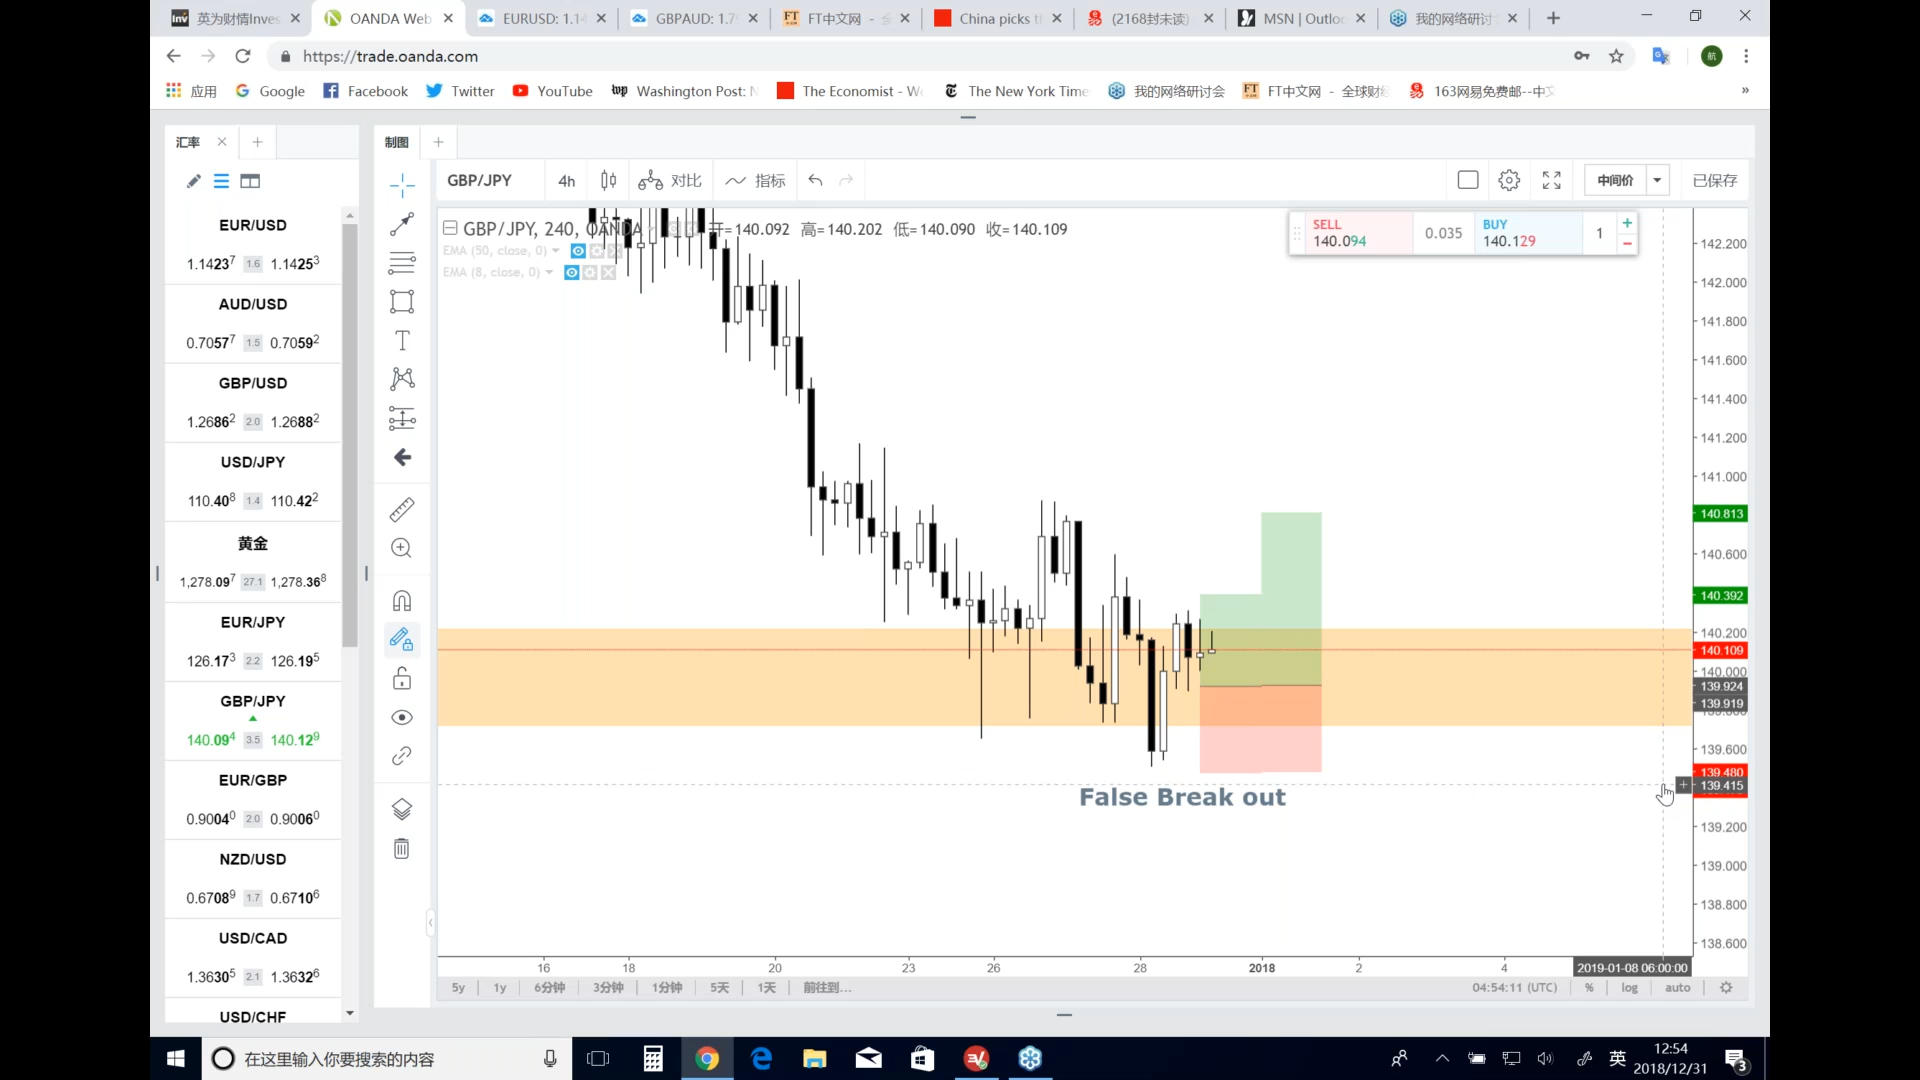 英为财情Inves
OANDA Web
EURUSD: 1.1
GBPAUD: 1.7
FT中文网 -
China picks t
(2168封未读)
MSN | Outloo
我的网络研讨
https://trade.oanda.com
应用
Google
Facebook
Twitter
YouTube
Washington Post: N
The Economist - W
The New York Time
我的网络研讨会
FT中文网 - 全球财经
163网易免费邮--中文
汇率
制图
GBP/JPY
4h
对比
指标
中间价
已保存
EUR/USD
1.1423⁷ 1.6 1.1425³
AUD/USD
0.7057⁷ 1.5 0.7059²
GBP/USD
1.2686² 2.0 1.2688²
USD/JPY
110.40⁸ 1.4 110.42²
黄金
1,278.09⁷ 27.1 1,278.36⁸
EUR/JPY
126.17³ 2.2 126.19⁵
GBP/JPY
140.09⁴ 3.5 140.12⁹
EUR/GBP
0.9004⁰ 2.0 0.9006⁰
NZD/USD
0.6708⁹ 1.7 0.6710⁶
USD/CAD
1.3630⁵ 2.1 1.3632⁶
USD/CHF
GBP/JPY, 240, OANDA
开=140.092 高=140.202 低=140.090 收=140.109
EMA (50, close, 0)
EMA (8, close, 0)
SELL
140.094
0.035
BUY
140.129
1
142.200
142.000
141.800
141.600
141.400
141.200
141.000
140.813
140.600
140.392
140.200
140.109
140.000
139.924
139.919
139.600
139.480
139.415
139.200
139.000
138.800
138.600
False Break out
16
18
20
23
26
28
2018
2
4
2019-01-08 06:00:00
5y
1y
6分钟
3分钟
1分钟
5天
1天
前往到...
04:54:11 (UTC)
%
log
auto
在这里输入你要搜索的内容
英
12:54
2018/12/31
3